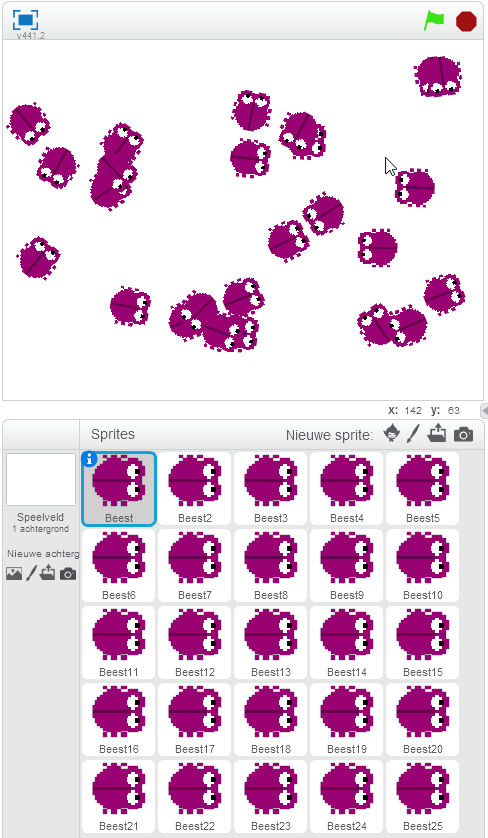 v441.2
x: 142 y: 63
Sprites Nieuwe sprite:
Speelveld
1 achtergrond
Nieuwe achterg
Beest Beest2 Beest3 Beest4 Beest5
Beest6 Beest7 Beest8 Beest9 Beest10
Beest11 Beest12 Beest13 Beest14 Beest15
Beest16 Beest17 Beest18 Beest19 Beest20
Beest21 Beest22 Beest23 Beest24 Beest25